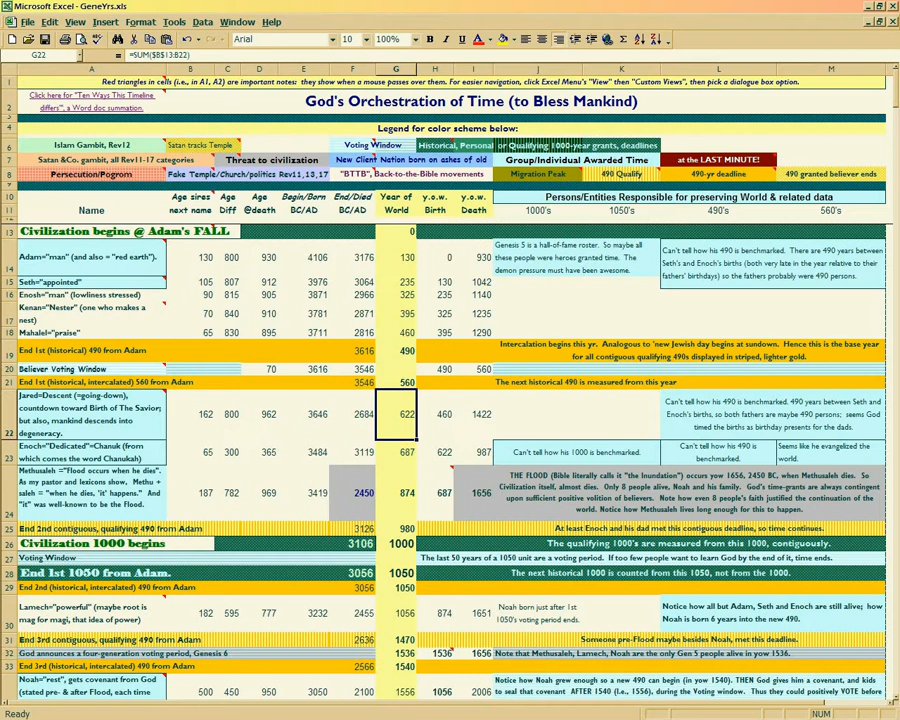 Microsoft Excel - GeneYrs.xls
File Edit View Insert Format Tools Data Window Help
Arial 10 100% B I U
G22 = =SUM($B$13:B22)
A B C D E F G H I J K L M
1 Red triangles in cells (i.e., in A1, A2) are important notes: they show when a mouse passes over them. For easier navigation, click Excel Menu's "View" then "Custom Views", then pick a dialogue box option.
Click here for "Ten Ways This Timeline
2 differs", a Word doc summation. God's Orchestration of Time (to Bless Mankind)
4 Legend for color scheme below:
6 Islam Gambit, Rev12 Satan tracks Temple Voting Window Historical, Personal or Qualifying 1000-year grants, deadlines
7 Satan &Co. gambit, all Rev11-17 categories Threat to civilization New Client Nation born on ashes of old Group/Individual Awarded Time at the LAST MINUTE!
8 Persecution/Pogrom Fake Temple/Church/politics Rev11,13,17 "BTTB", Back-to-the-Bible movements Migration Peak 490 Qualify 490-yr deadline 490 granted believer ends
10 Age sires Age Age Begin/Born End/Died Year of y.o.w. y.o.w. Persons/Entities Responsible for preserving World & related data
11 Name next name Diff @death BC/AD BC/AD World Birth Death 1000's 1050's 490's 560's
13 Civilization begins @ Adam's FALL 0
14 Adam="man" (and also = "red earth"). 130 800 930 4106 3176 130 0 930 Genesis 5 is a hall-of-fame roster. So maybe all these people were heroes granted time. The demon pressure must have been awesome. Can't tell how his 490 is benchmarked. There are 490 years between Seth's and Enoch's births (both very late in the year relative to their fathers' birthdays) so the fathers probably were 490 persons.
15 Seth="appointed" 105 807 912 3976 3064 235 130 1042
16 Enosh="man" (lowliness stressed) 90 815 905 3871 2966 325 235 1140
17 Kenan="Nester" (one who makes a nest) 70 840 910 3781 2871 395 325 1235
18 Mahalel="praise" 65 830 895 3711 2816 460 395 1290
19 End 1st (historical) 490 from Adam 3616 490 Intercalation begins this yr. Analogous to 'new Jewish day begins at sundown. Hence this is the base year for all contiguous qualifying 490s displayed in striped, lighter gold.
20 Believer Voting Window 70 3616 3546 490 560
21 End 1st (historical, intercalated) 560 from Adam 3546 560 The next historical 490 is measured from this year
22 Jared=Descent (=going-down), countdown toward Birth of The Savior; but also, mankind descends into degeneracy. 162 800 962 3646 2684 622 460 1422 Can't tell how his 490 is benchmarked. 490 years between Seth and Enoch's births, so both fathers are maybe 490 persons; seems God timed the births as birthday presents for the dads.
23 Enoch="Dedicated"=Chanuk (from which comes the word Chanukah) 65 300 365 3484 3119 687 622 987 Can't tell how his 1000 is benchmarked. Can't tell how his 490 is benchmarked. Seems like he evangelized the world.
24 Methusaleh ="Flood occurs when he dies". As my pastor and lexicons show, Methu + saleh = "when he dies, 'it' happens." And "it" was well-known to be the Flood. 187 782 969 3419 2450 874 687 1656 THE FLOOD (Bible literally calls it "the Inundation") occurs yow 1656, 2450 BC, when Methusaleh dies. So Civilization itself, almost dies. Only 8 people alive, Noah and his family. God's time-grants are always contingent upon sufficient positive volition of believers. Note how even 8 people's faith justified the continuation of the world. Notice how Methusaleh lives long enough for this to happen.
25 End 2nd contiguous, qualifying 490 from Adam 3126 980 At least Enoch and his dad met this contiguous deadline, so time continues.
26 Civilization 1000 begins 3106 1000 The qualifying 1000's are measured from this 1000, contiguously.
27 Voting Window The last 50 years of a 1050 unit are a voting period. If too few people want to learn God by the end of it, time ends.
28 End 1st 1050 from Adam. 3056 1050 The next historical 1000 is counted from this 1050, not from the 1000.
29 End 2nd (historical, intercalated) 490 from Adam 3056 1050
30 Lamech="powerful" (maybe root is mag for magi, that idea of power) 182 595 777 3232 2455 1056 874 1651 Noah born just after 1st 1050's voting period ends. Notice how all but Adam, Seth and Enoch are still alive; how Noah is born 6 years into the new 490.
31 End 3rd contiguous, qualifying 490 from Adam 2636 1470 Someone pre-Flood maybe besides Noah, met this deadline.
32 God announces a four-generation voting period, Genesis 6 1536 1536 1656 Note that Methusaleh, Lamech, Noah are the only Gen 5 people alive in yow 1536.
33 End 3rd (historical, intercalated) 490 from Adam 2566 1540
Noah="rest", gets covenant from God (stated pre- & after Flood, each time 500 450 950 3050 2100 1556 1056 2006 Notice how Noah grew enough so a new 490 can begin (in yow 1540). THEN God gives him a covenant, and kids to seal that covenant AFTER 1540 (I.e., 1556), during the Voting Window. Thus they could positively VOTE before
Ready NUM